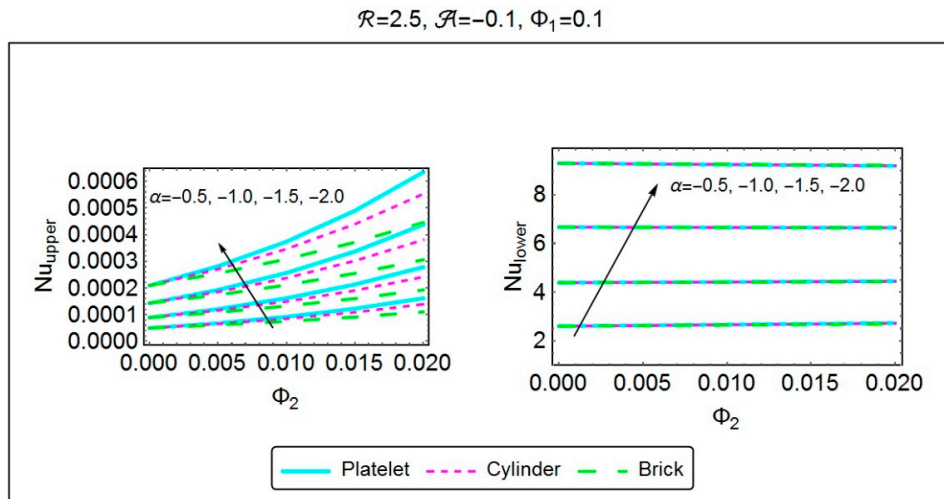 ℛ=2.5, 𝒜=−0.1, Φ₁=0.1
Nu_upper
0.0006
0.0005
0.0004
0.0003
0.0002
0.0001
0.0000
α=−0.5, −1.0, −1.5, −2.0
0.000 0.005 0.010 0.015 0.020
Φ₂
Nu_lower
8
6
4
2
α=−0.5, −1.0, −1.5, −2.0
0.000 0.005 0.010 0.015 0.020
Φ₂
Platelet Cylinder Brick